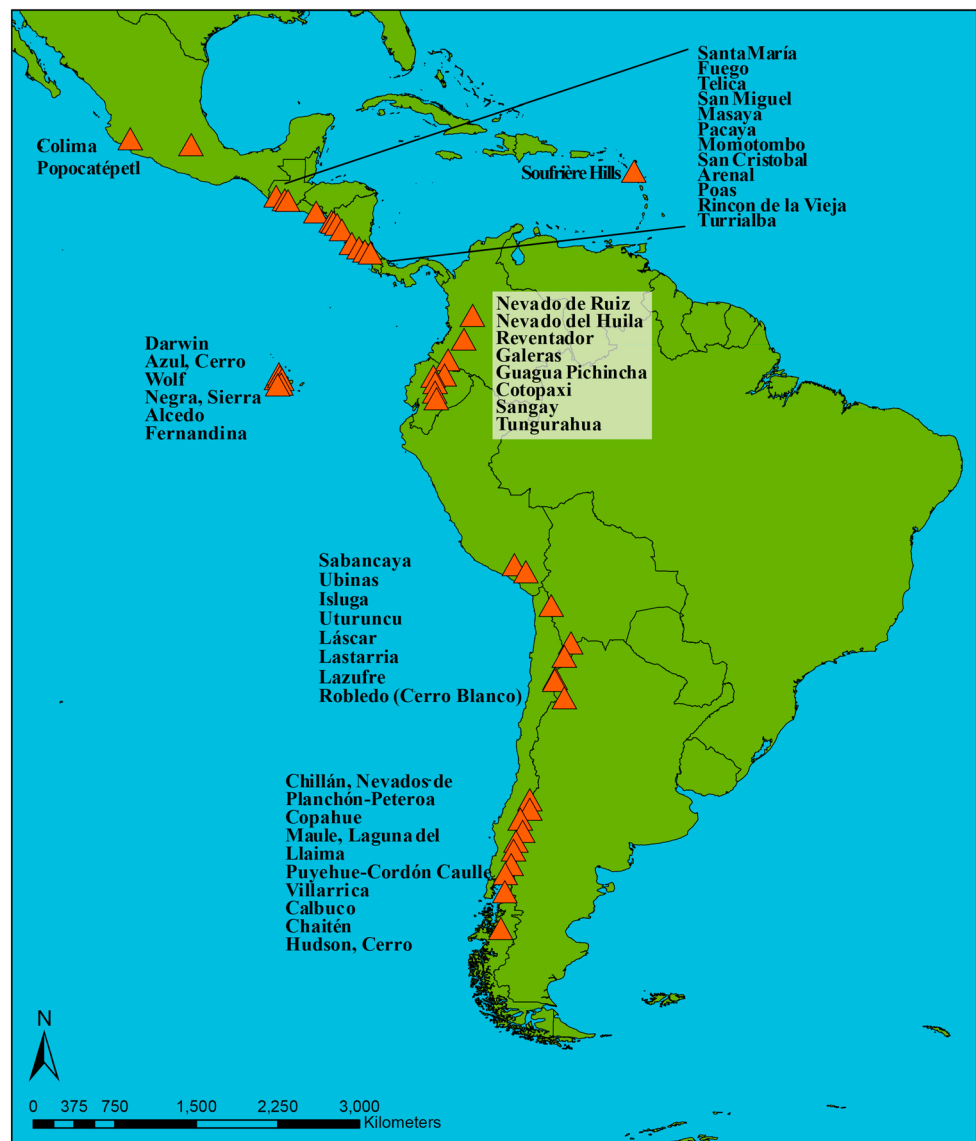 SantaMaría
Fuego
Telica
San Miguel
Masaya
Pacaya
Momotombo
San Cristobal
Arenal
Poas
Rincon de la Vieja
Turrialba
Colima
Popocatépetl
Soufrière Hills
Nevado de Ruiz
Nevado del Huila
Reventador
Galeras
Guagua Pichincha
Cotopaxi
Sangay
Tungurahua
Darwin
Azul, Cerro
Wolf
Negra, Sierra
Alcedo
Fernandina
Sabancaya
Ubinas
Isluga
Uturuncu
Láscar
Lastarria
Lazufre
Robledo (Cerro Blanco)
Chillán, Nevados de
Planchón-Peteroa
Copahue
Maule, Laguna del
Llaima
Puyehue-Cordón Caulle
Villarrica
Calbuco
Chaitén
Hudson, Cerro
N
0 375 750 1,500 2,250 3,000
Kilometers